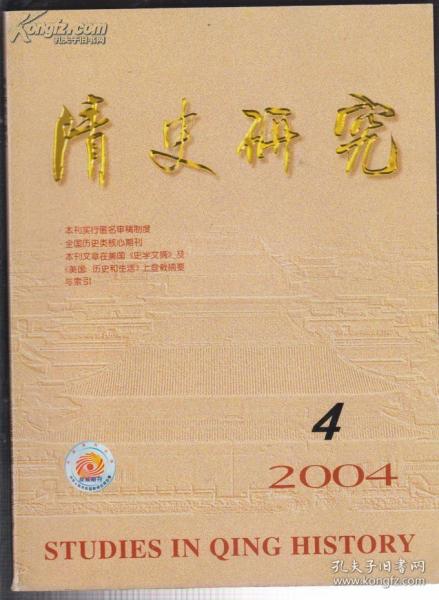 Kongfz.com
孔夫子旧书网
清史研究
本刊实行匿名审稿制度
全国历史类核心期刊
本刊文章在美国《史学文摘》及
《美国:历史和生活》上登载摘要
与索引
4
2004
STUDIES IN QING HISTORY
孔夫子旧书网